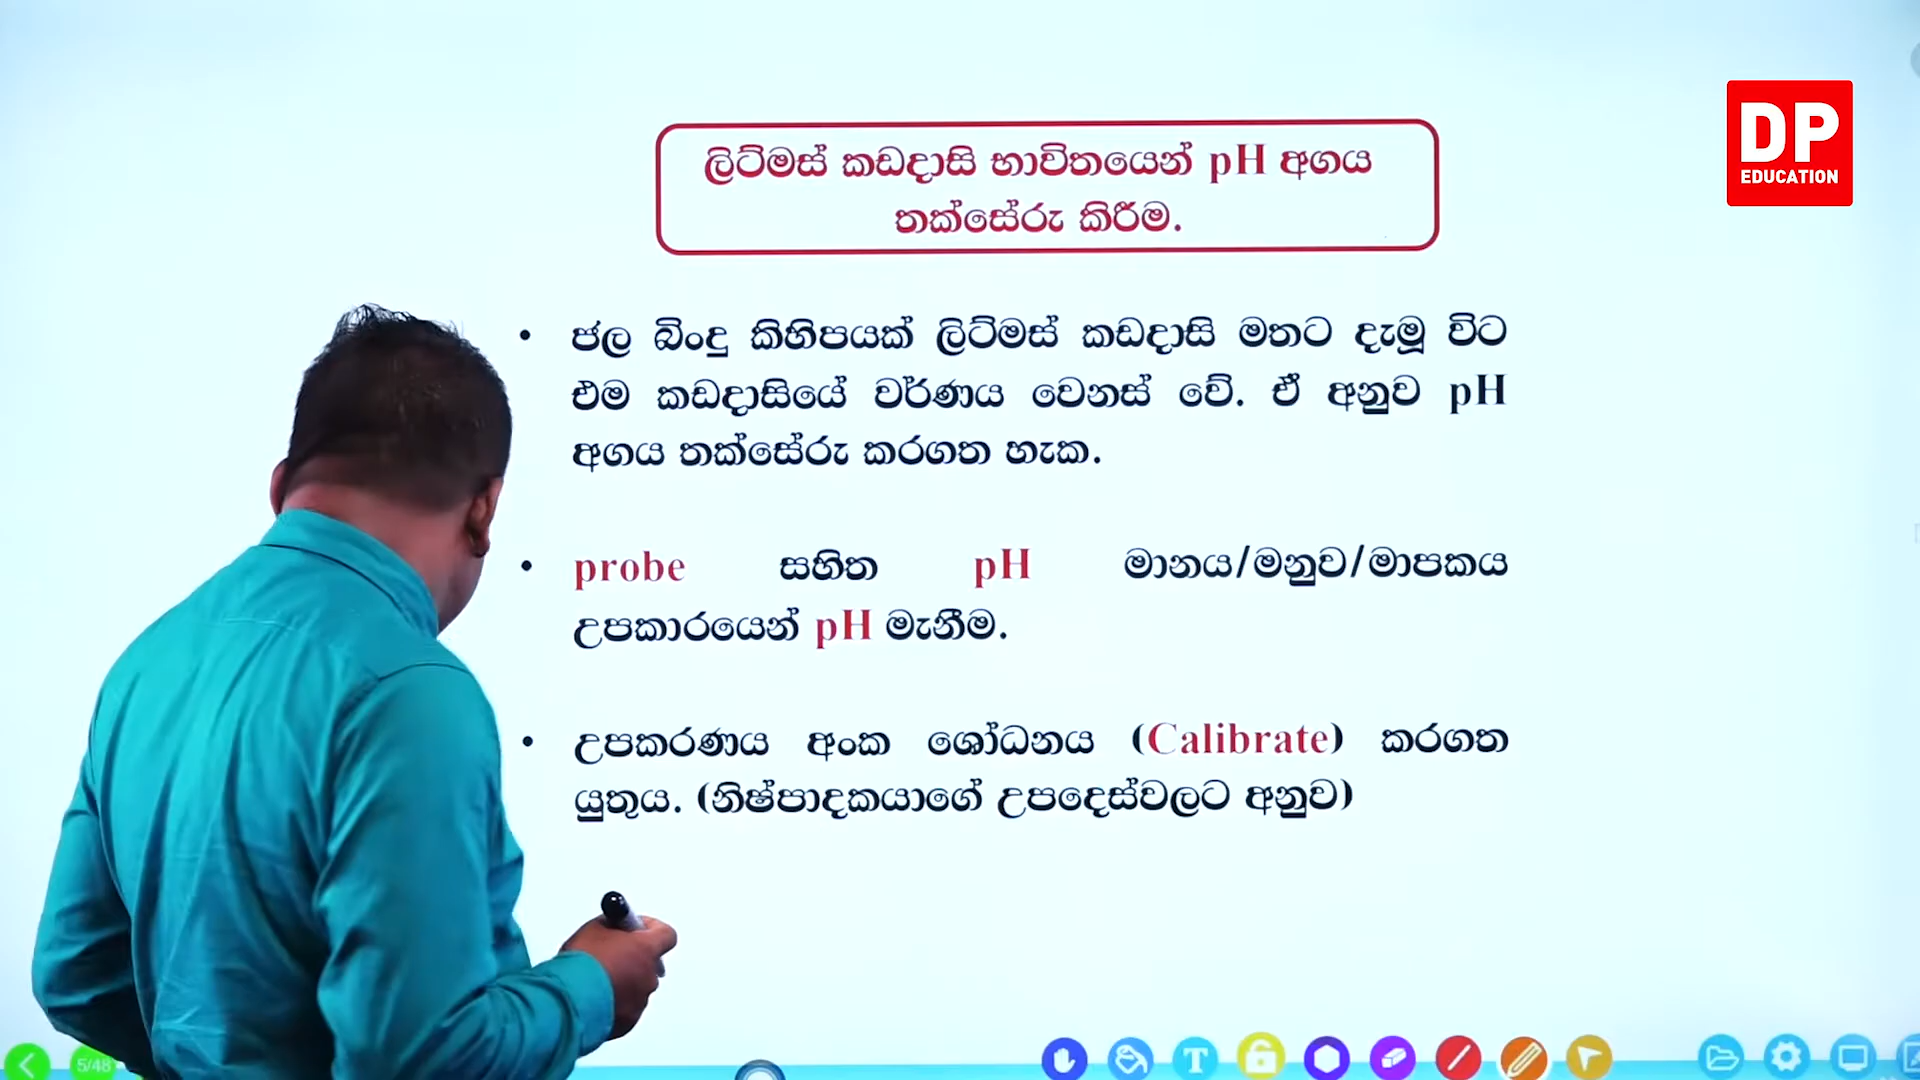 DP
EDUCATION
ලිට්මස් කඩදාසි භාවිතයෙන් pH අගය
තක්සේරු කිරීම.
• ජල බිංදු කිහිපයක් ලිට්මස් කඩදාසි මතට දැමූ විට
එම කඩදාසියේ වර්ණය වෙනස් වේ. ඒ අනුව pH
අගය තක්සේරු කරගත හැක.
• probe සහිත pH මානය/මනුව/මාපකය
උපකාරයෙන් pH මැනීම.
• උපකරණය අංක ශෝධනය (Calibrate) කරගත
යුතුය. (නිෂ්පාදකයාගේ උපදෙස්වලට අනුව)
5/48